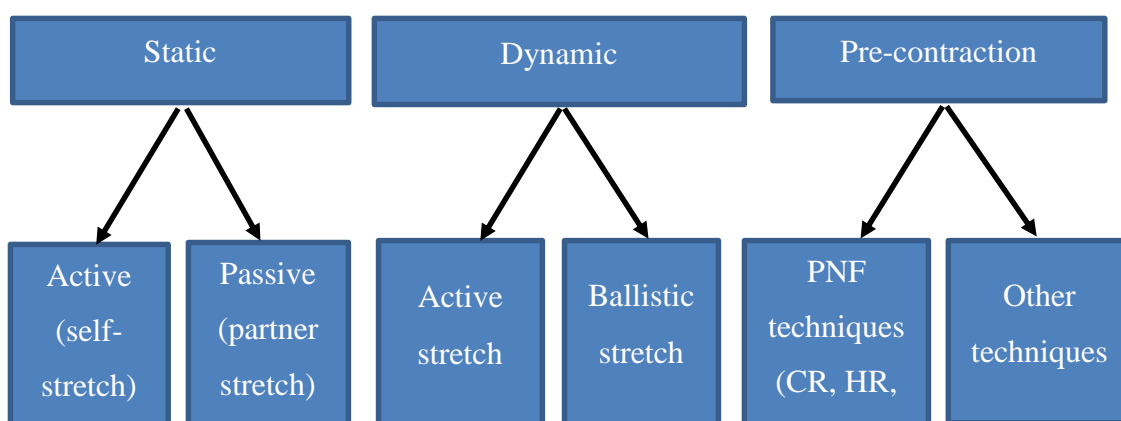 Static
Dynamic
Pre-contraction
Active
(self-
stretch)
Passive
(partner
stretch)
Active
stretch
Ballistic
stretch
PNF
techniques
(CR, HR,
Other
techniques